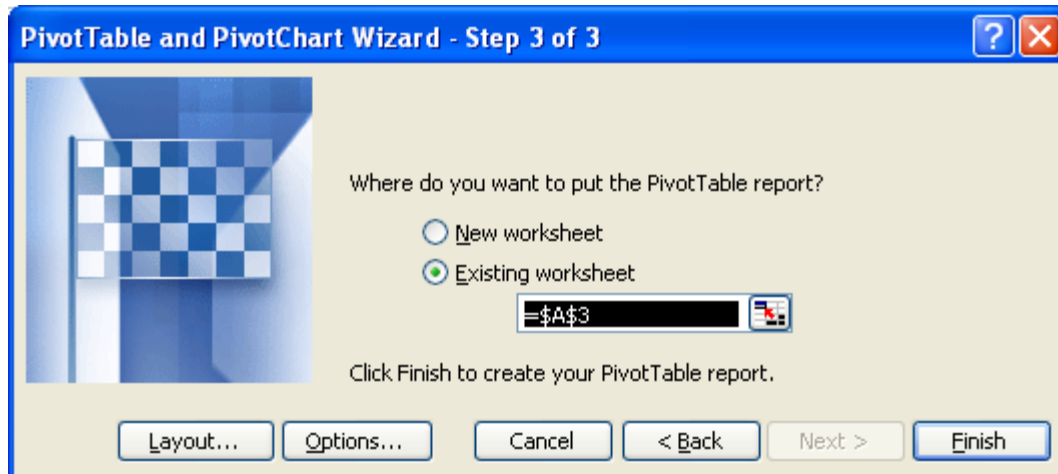 PivotTable and PivotChart Wizard - Step 3 of 3
Where do you want to put the PivotTable report?
New worksheet
Existing worksheet
=$A$3
Click Finish to create your PivotTable report.
Layout... Options... Cancel < Back Next > Finish